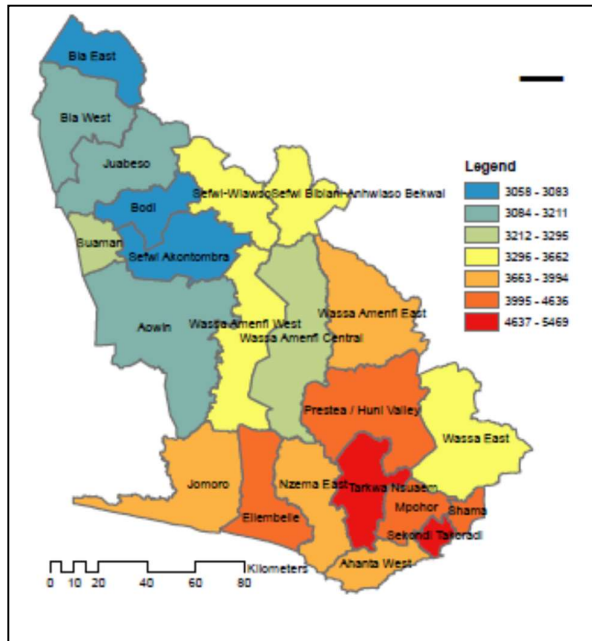 Bia East
Bia West
Juabeso
Sefwi-Wiawso
Sefwi Bibiani-Anhwiaso Bekwai
Bodi
Suaman
Sefwi Akontombra
Aowin
Wassa Amenfi West
Wassa Amenfi Central
Wassa Amenfi East
Prestea / Huni Valley
Wassa East
Jomoro
Ellembelle
Nzema East
Tarkwa Nsuaem
Mpohor
Shama
Sekondi Takoradi
Ahanta West
Legend
3058 - 3083
3084 - 3211
3212 - 3295
3296 - 3662
3663 - 3994
3995 - 4636
4637 - 5469
Kilometers
0 5 10 20 40 60 80